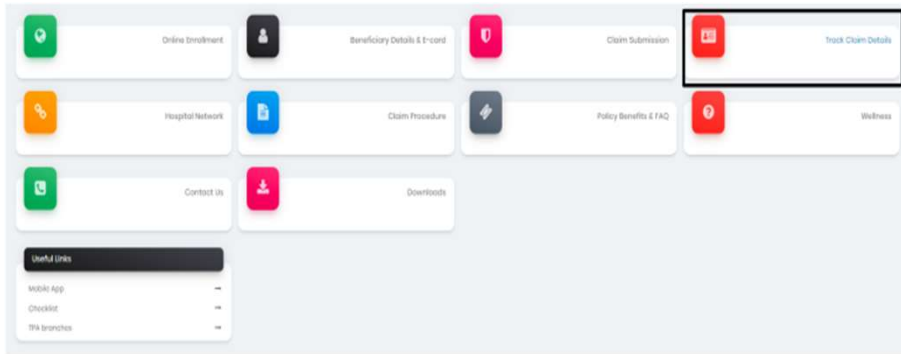 Online Enrollment
Beneficiary Details & E-card
Claim Submission
Track Claim Details
Hospital Network
Claim Procedure
Policy Benefits & FAQ
Wellness
Contact Us
Downloads
Useful Links
Mobile App
Checklist
TPA branches